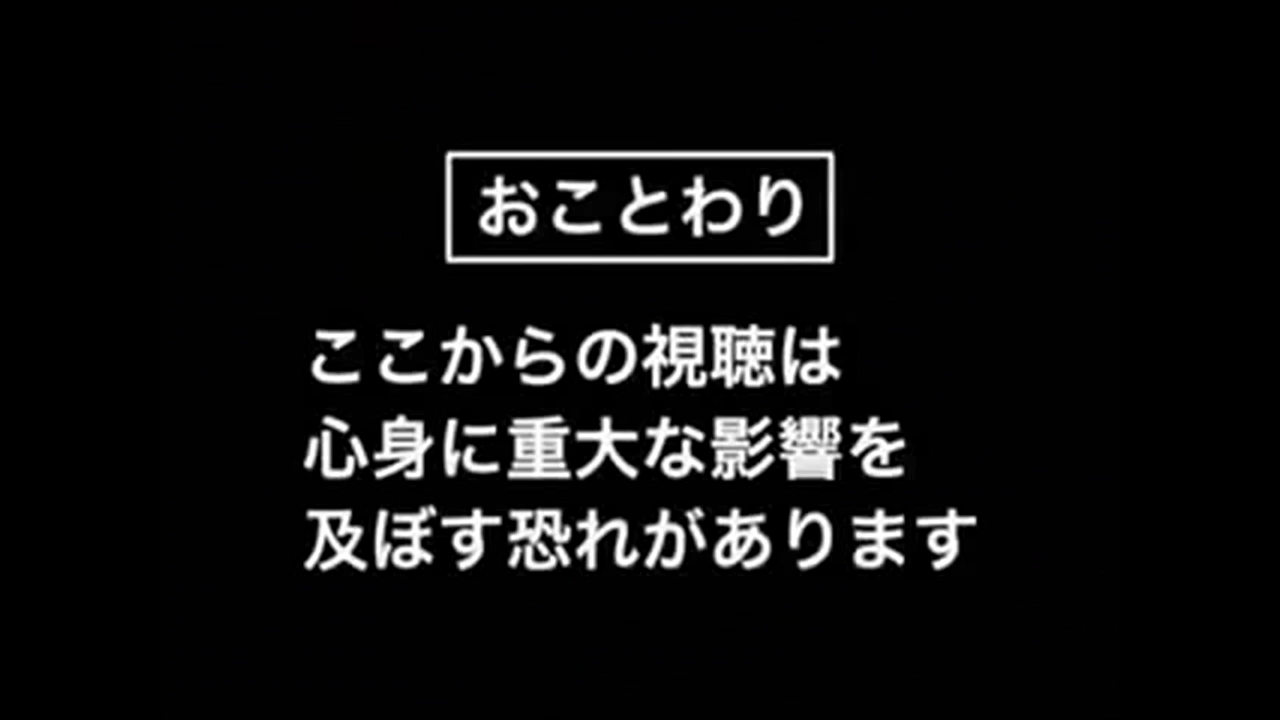 おことわり
ここからの視聴は
心身に重大な影響を
及ぼす恐れがあります